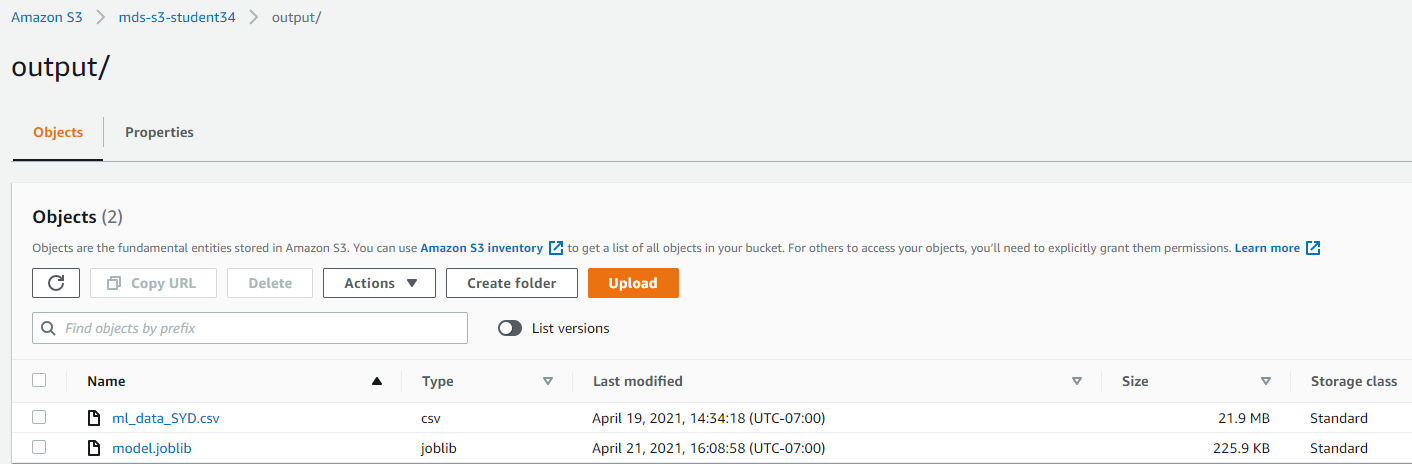 Amazon S3 > mds-s3-student34 > output/
output/
Objects Properties
Objects (2)
Objects are the fundamental entities stored in Amazon S3. You can use Amazon S3 inventory to get a list of all objects in your bucket. For others to access your objects, you'll need to explicitly grant them permissions. Learn more
Copy URL Delete Actions Create folder Upload
Find objects by prefix List versions
Name Type Last modified Size Storage class
ml_data_SYD.csv csv April 19, 2021, 14:34:18 (UTC-07:00) 21.9 MB Standard
model.joblib joblib April 21, 2021, 16:08:58 (UTC-07:00) 225.9 KB Standard